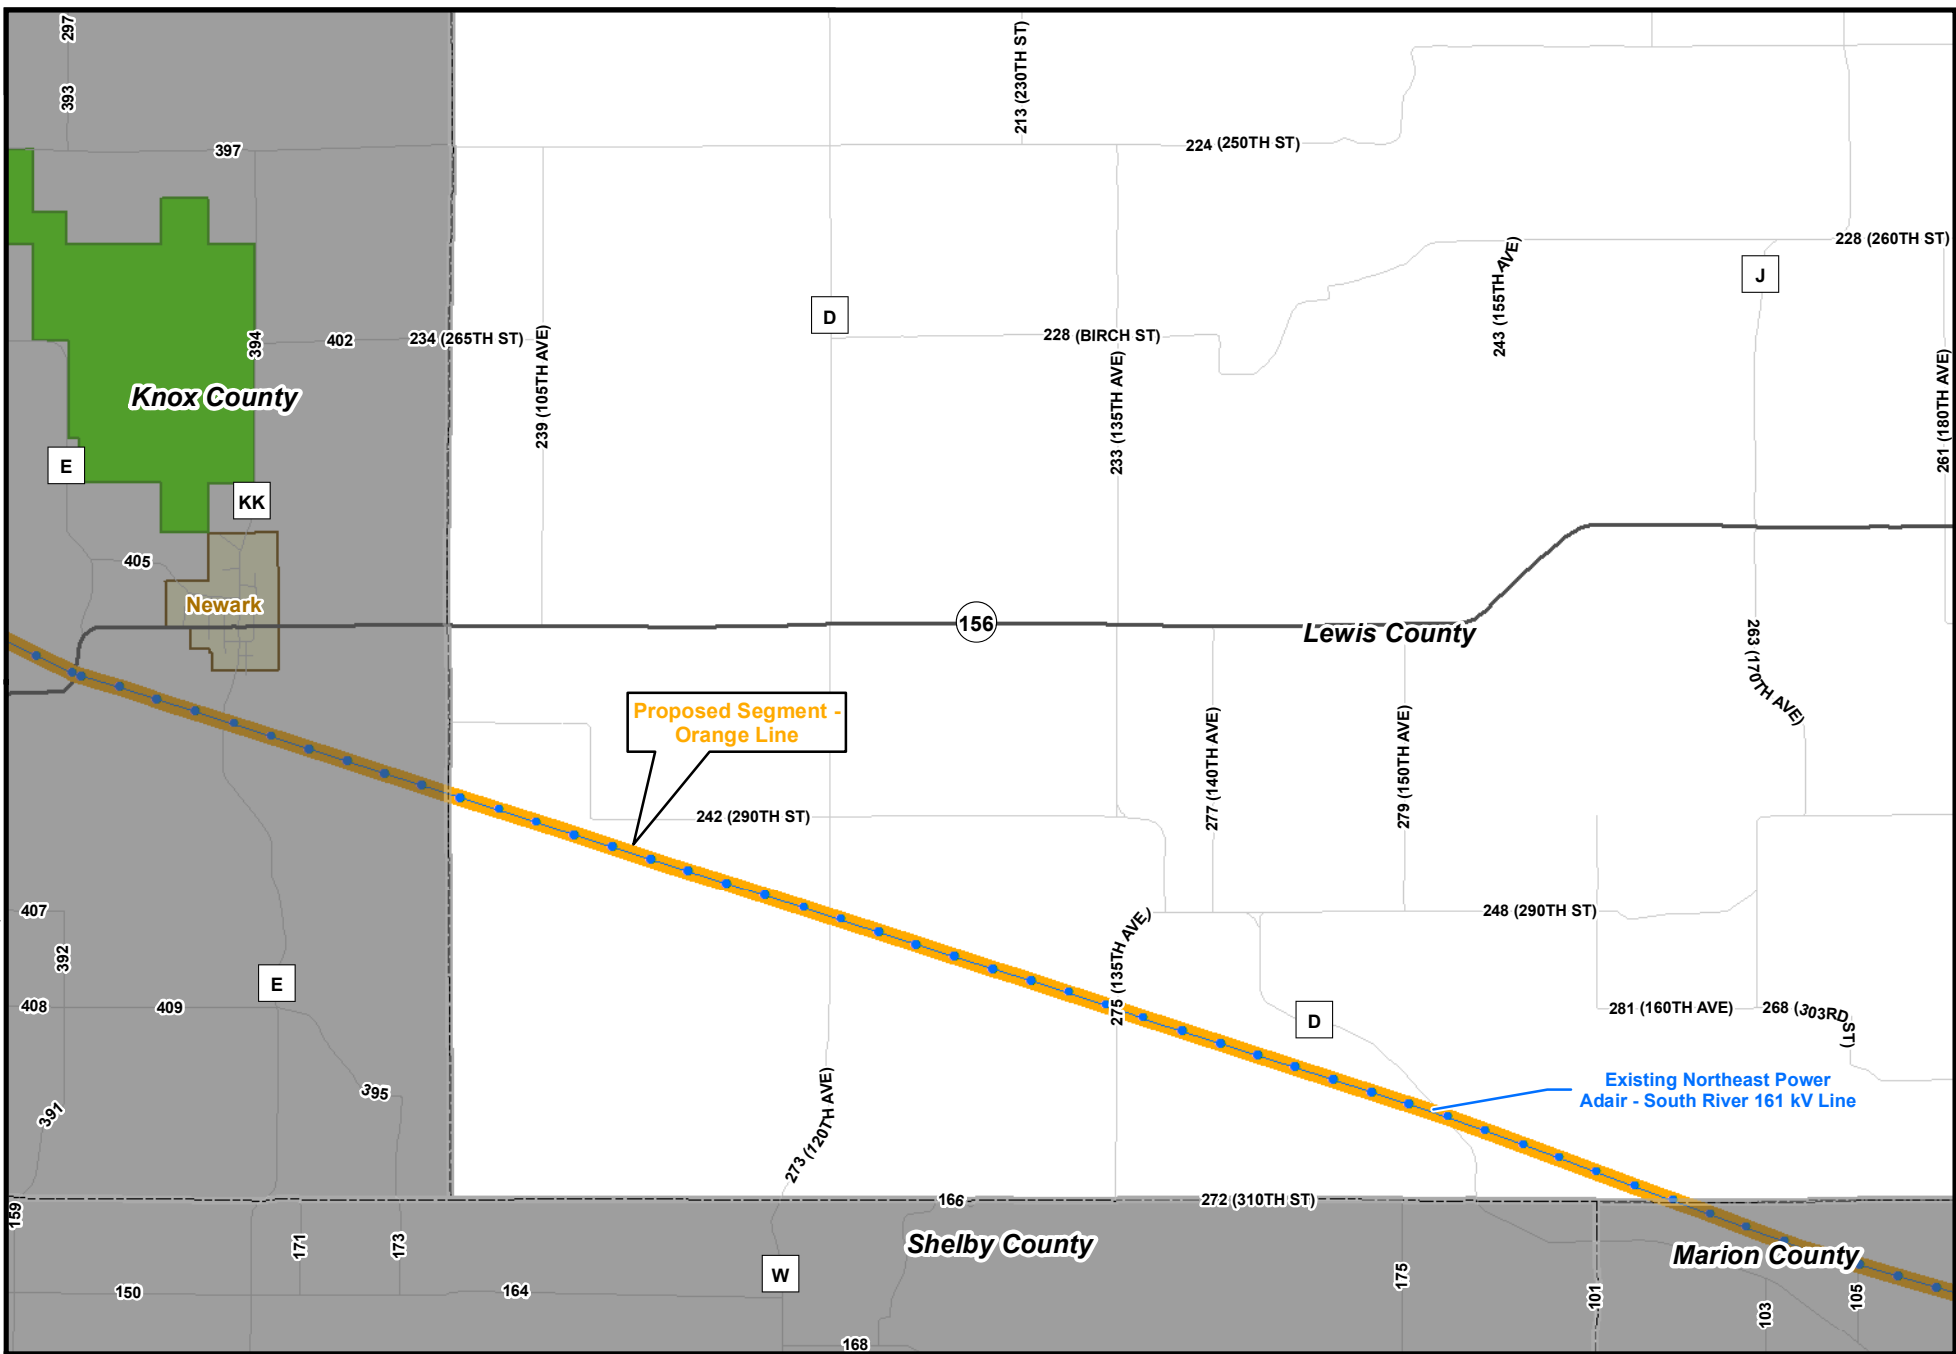 297
393
397
213 (230TH ST)
224 (250TH ST)
228 (260TH ST)
243 (155TH AVE)
J
D
228 (BIRCH ST)
394
402
234 (265TH ST)
239 (105TH AVE)
233 (135TH AVE)
261 (180TH AVE)
Knox County
E
KK
405
Newark
156
Lewis County
263 (170TH AVE)
Proposed Segment -
Orange Line
242 (290TH ST)
277 (140TH AVE)
279 (150TH AVE)
407
392
248 (290TH ST)
275 (135TH AVE)
E
408
409
D
281 (160TH AVE)
268 (303RD ST)
395
391
273 (120TH AVE)
Existing Northeast Power
Adair - South River 161 kV Line
166
272 (310TH ST)
159
171
173
Shelby County
Marion County
W
150
164
175
101
103
105
168